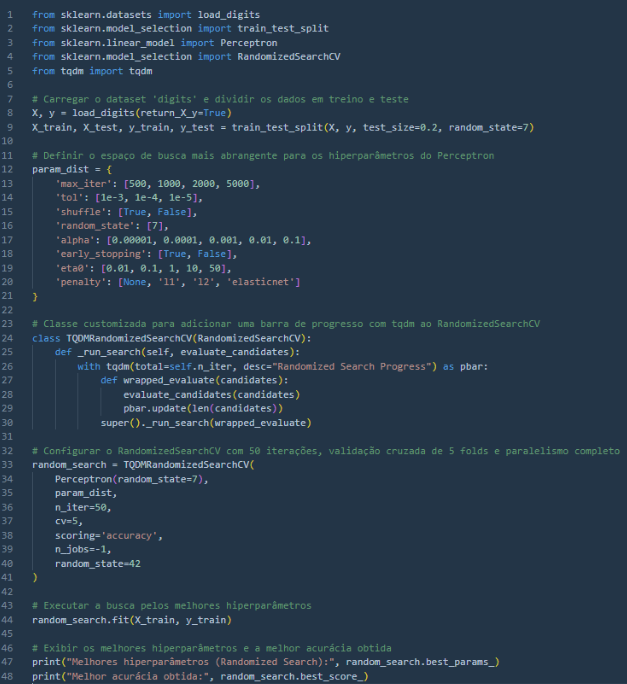 1 from sklearn.datasets import load_digits
2 from sklearn.model_selection import train_test_split
3 from sklearn.linear_model import Perceptron
4 from sklearn.model_selection import RandomizedSearchCV
5 from tqdm import tqdm
6
7 # Carregar o dataset 'digits' e dividir os dados em treino e teste
8 X, y = load_digits(return_X_y=True)
9 X_train, X_test, y_train, y_test = train_test_split(X, y, test_size=0.2, random_state=7)
10
11 # Definir o espaço de busca mais abrangente para os hiperparâmetros do Perceptron
12 param_dist = {
13     'max_iter': [500, 1000, 2000, 5000],
14     'tol': [1e-3, 1e-4, 1e-5],
15     'shuffle': [True, False],
16     'random_state': [7],
17     'alpha': [0.00001, 0.0001, 0.001, 0.01, 0.1],
18     'early_stopping': [True, False],
19     'eta0': [0.01, 0.1, 1, 10, 50],
20     'penalty': [None, 'l1', 'l2', 'elasticnet']
21 }
22
23 # Classe customizada para adicionar uma barra de progresso com tqdm ao RandomizedSearchCV
24 class TQDMRandomizedSearchCV(RandomizedSearchCV):
25     def _run_search(self, evaluate_candidates):
26         with tqdm(total=self.n_iter, desc="Randomized Search Progress") as pbar:
27             def wrapped_evaluate(candidates):
28                 evaluate_candidates(candidates)
29                 pbar.update(len(candidates))
30             super()._run_search(wrapped_evaluate)
31
32 # Configurar o RandomizedSearchCV com 50 iterações, validação cruzada de 5 folds e paralelismo completo
33 random_search = TQDMRandomizedSearchCV(
34     Perceptron(random_state=7),
35     param_dist,
36     n_iter=50,
37     cv=5,
38     scoring='accuracy',
39     n_jobs=-1,
40     random_state=42
41 )
42
43 # Executar a busca pelos melhores hiperparâmetros
44 random_search.fit(X_train, y_train)
45
46 # Exibir os melhores hiperparâmetros e a melhor acurácia obtida
47 print("Melhores hiperparâmetros (Randomized Search):", random_search.best_params_)
48 print("Melhor acurácia obtida:", random_search.best_score_)